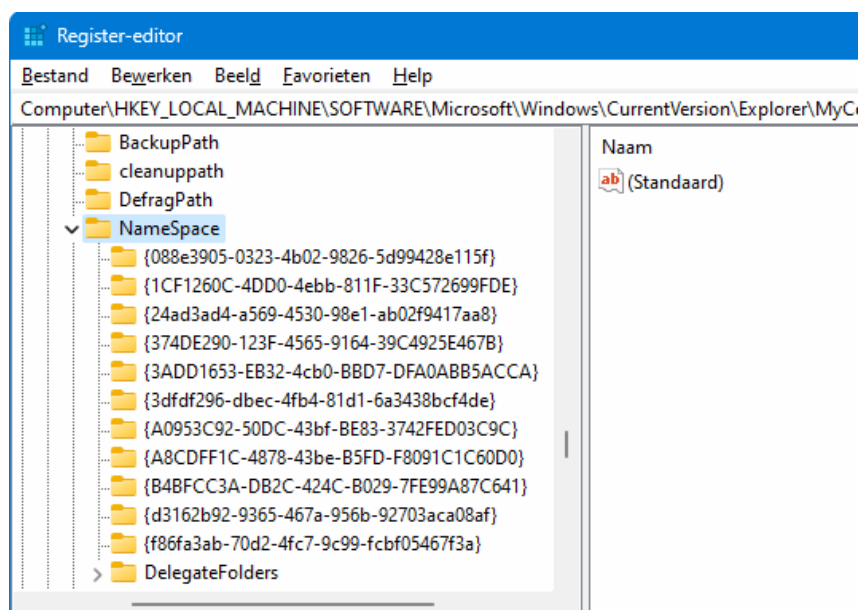 Register-editor
Bestand Bewerken Beeld Favorieten Help
Computer\HKEY_LOCAL_MACHINE\SOFTWARE\Microsoft\Windows\CurrentVersion\Explorer\MyC
BackupPath
cleanuppath
DefragPath
NameSpace
{088e3905-0323-4b02-9826-5d99428e115f}
{1CF1260C-4DD0-4ebb-811F-33C572699FDE}
{24ad3ad4-a569-4530-98e1-ab02f9417aa8}
{374DE290-123F-4565-9164-39C4925E467B}
{3ADD1653-EB32-4cb0-BBD7-DFA0ABB5ACCA}
{3dfdf296-dbec-4fb4-81d1-6a3438bcf4de}
{A0953C92-50DC-43bf-BE83-3742FED03C9C}
{A8CDFF1C-4878-43be-B5FD-F8091C1C60D0}
{B4BFCC3A-DB2C-424C-B029-7FE99A87C641}
{d3162b92-9365-467a-956b-92703aca08af}
{f86fa3ab-70d2-4fc7-9c99-fcbf05467f3a}
DelegateFolders
Naam
ab (Standaard)